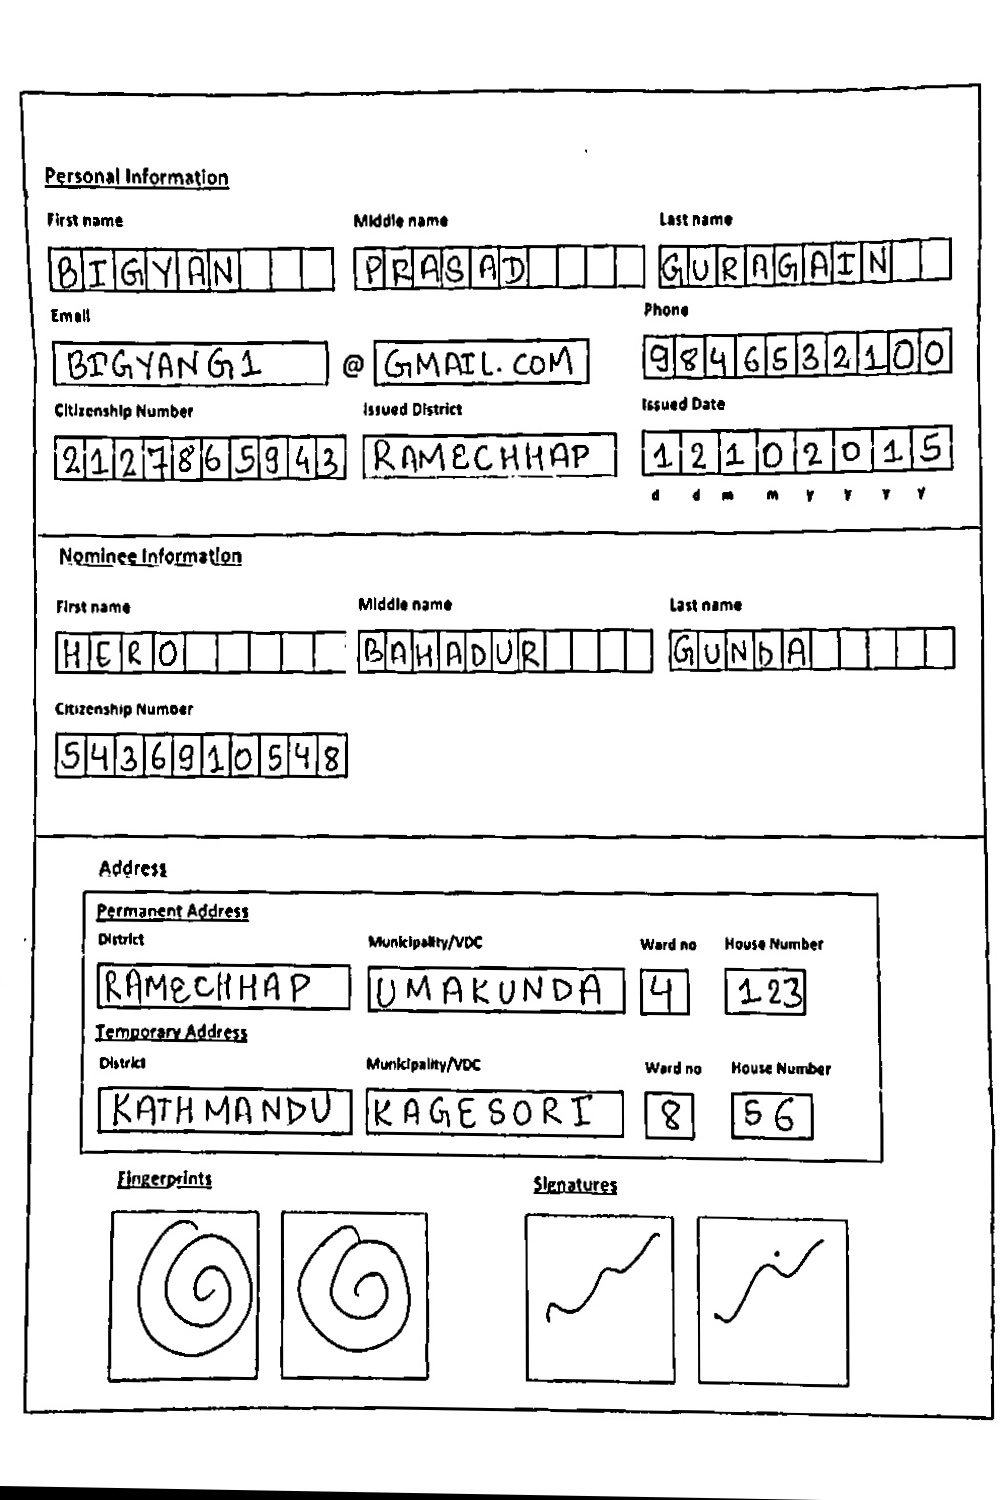 Personal Information
First name Middle name Last name
BIGYAN PRASAD GURAGAIN
Email Phone
BIGYANG1 @ GMAIL.COM 9846532100
Citizenship Number Issued District Issued Date
2127865943 RAMECHHAP 12102015
d d m m y y y y
Nominee Information
First name Middle name Last name
HERO BAHADUR GUNDA
Citizenship Number
5436910548
Address
Permanent Address
District Municipality/VDC Ward no House Number
RAMECHHAP UMAKUNDA 4 123
Temporary Address
District Municipality/VDC Ward no House Number
KATHMANDU KAGESORI 8 56
Fingerprints Signatures